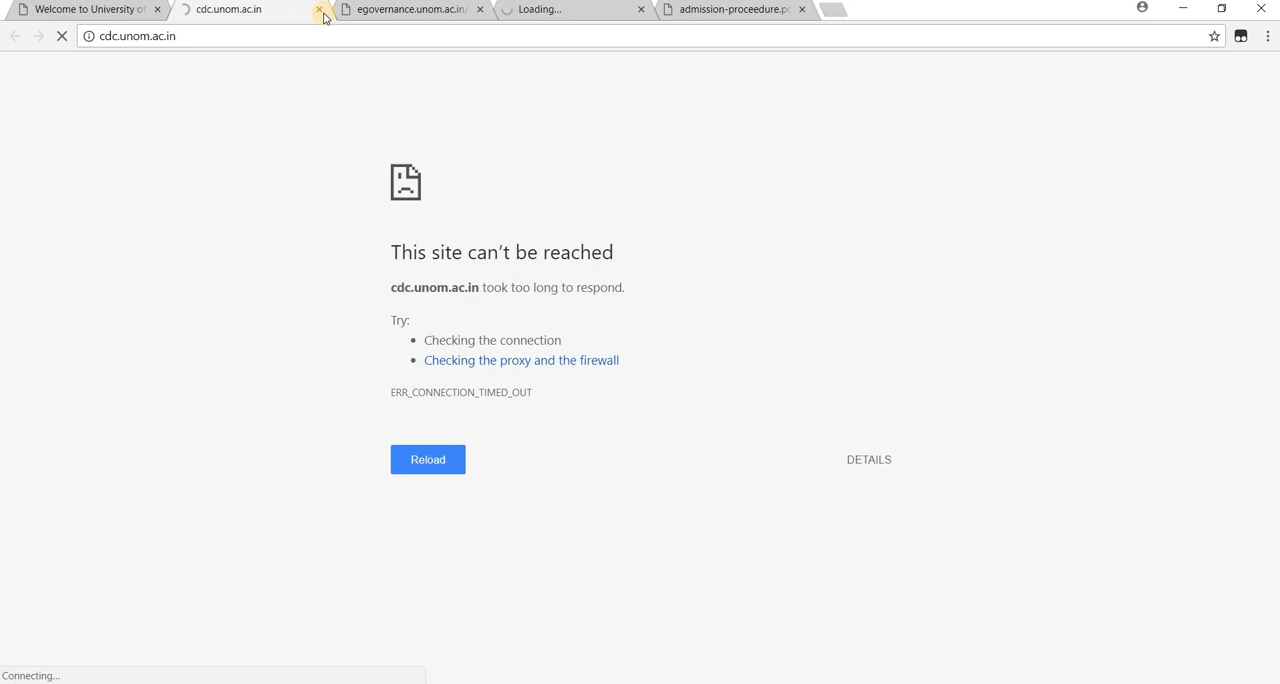 Welcome to University of
cdc.unom.ac.in
egovernance.unom.ac.in/
Loading...
admission-proceedure.pd
cdc.unom.ac.in
This site can't be reached
cdc.unom.ac.in took too long to respond.
Try:
Checking the connection
Checking the proxy and the firewall
ERR_CONNECTION_TIMED_OUT
Reload
DETAILS
Connecting...